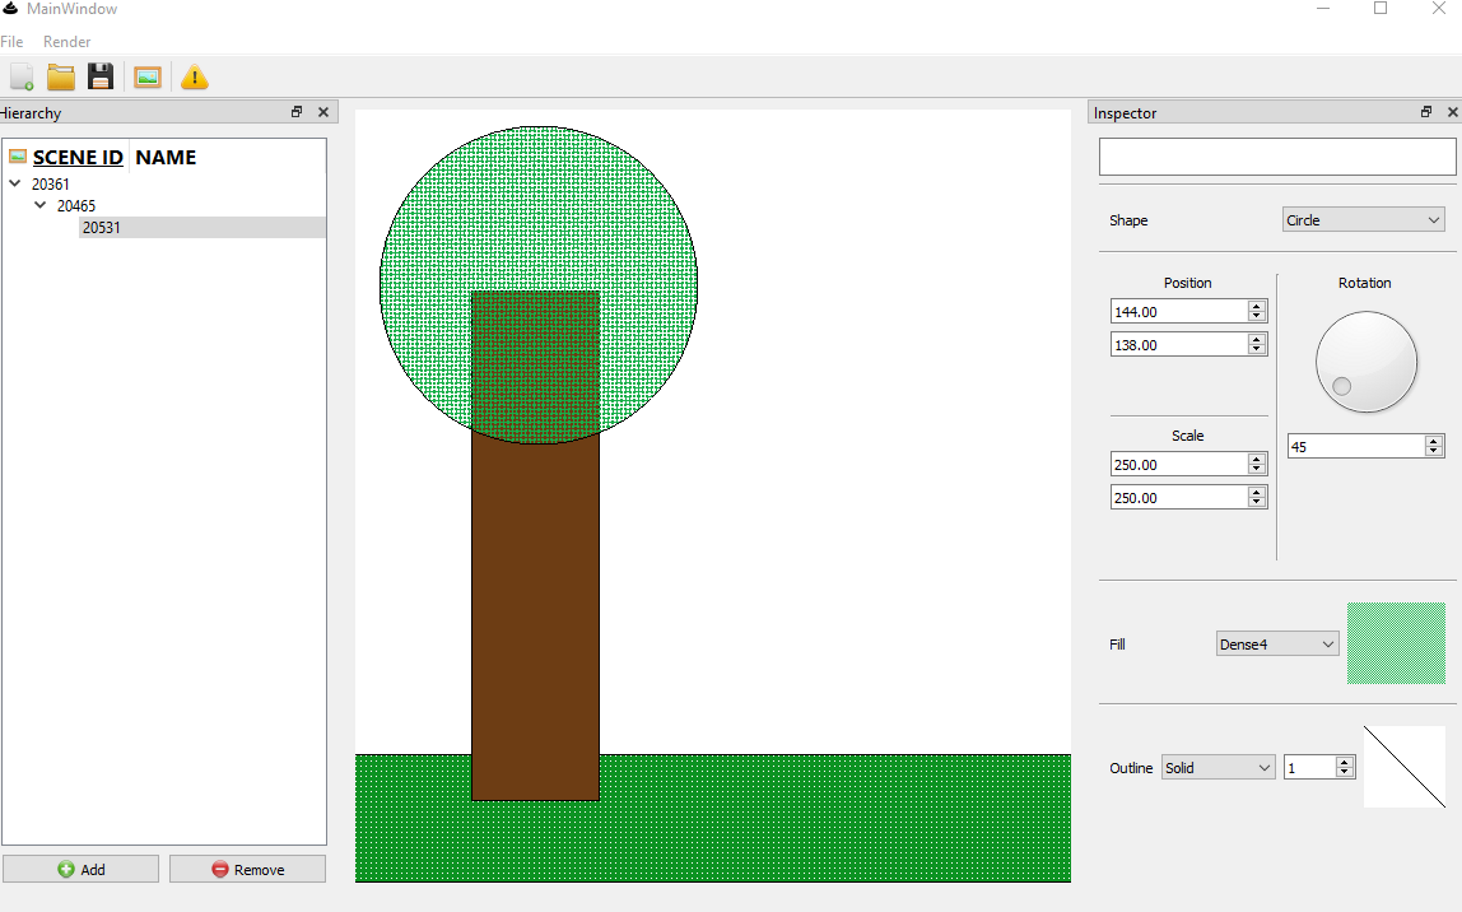 MainWindow
File Render
Hierarchy
SCENE ID NAME
20361
20465
20531
Add Remove
Inspector
Shape Circle
Position Rotation
144.00
138.00
Scale
45
250.00
250.00
Fill Dense4
Outline Solid 1